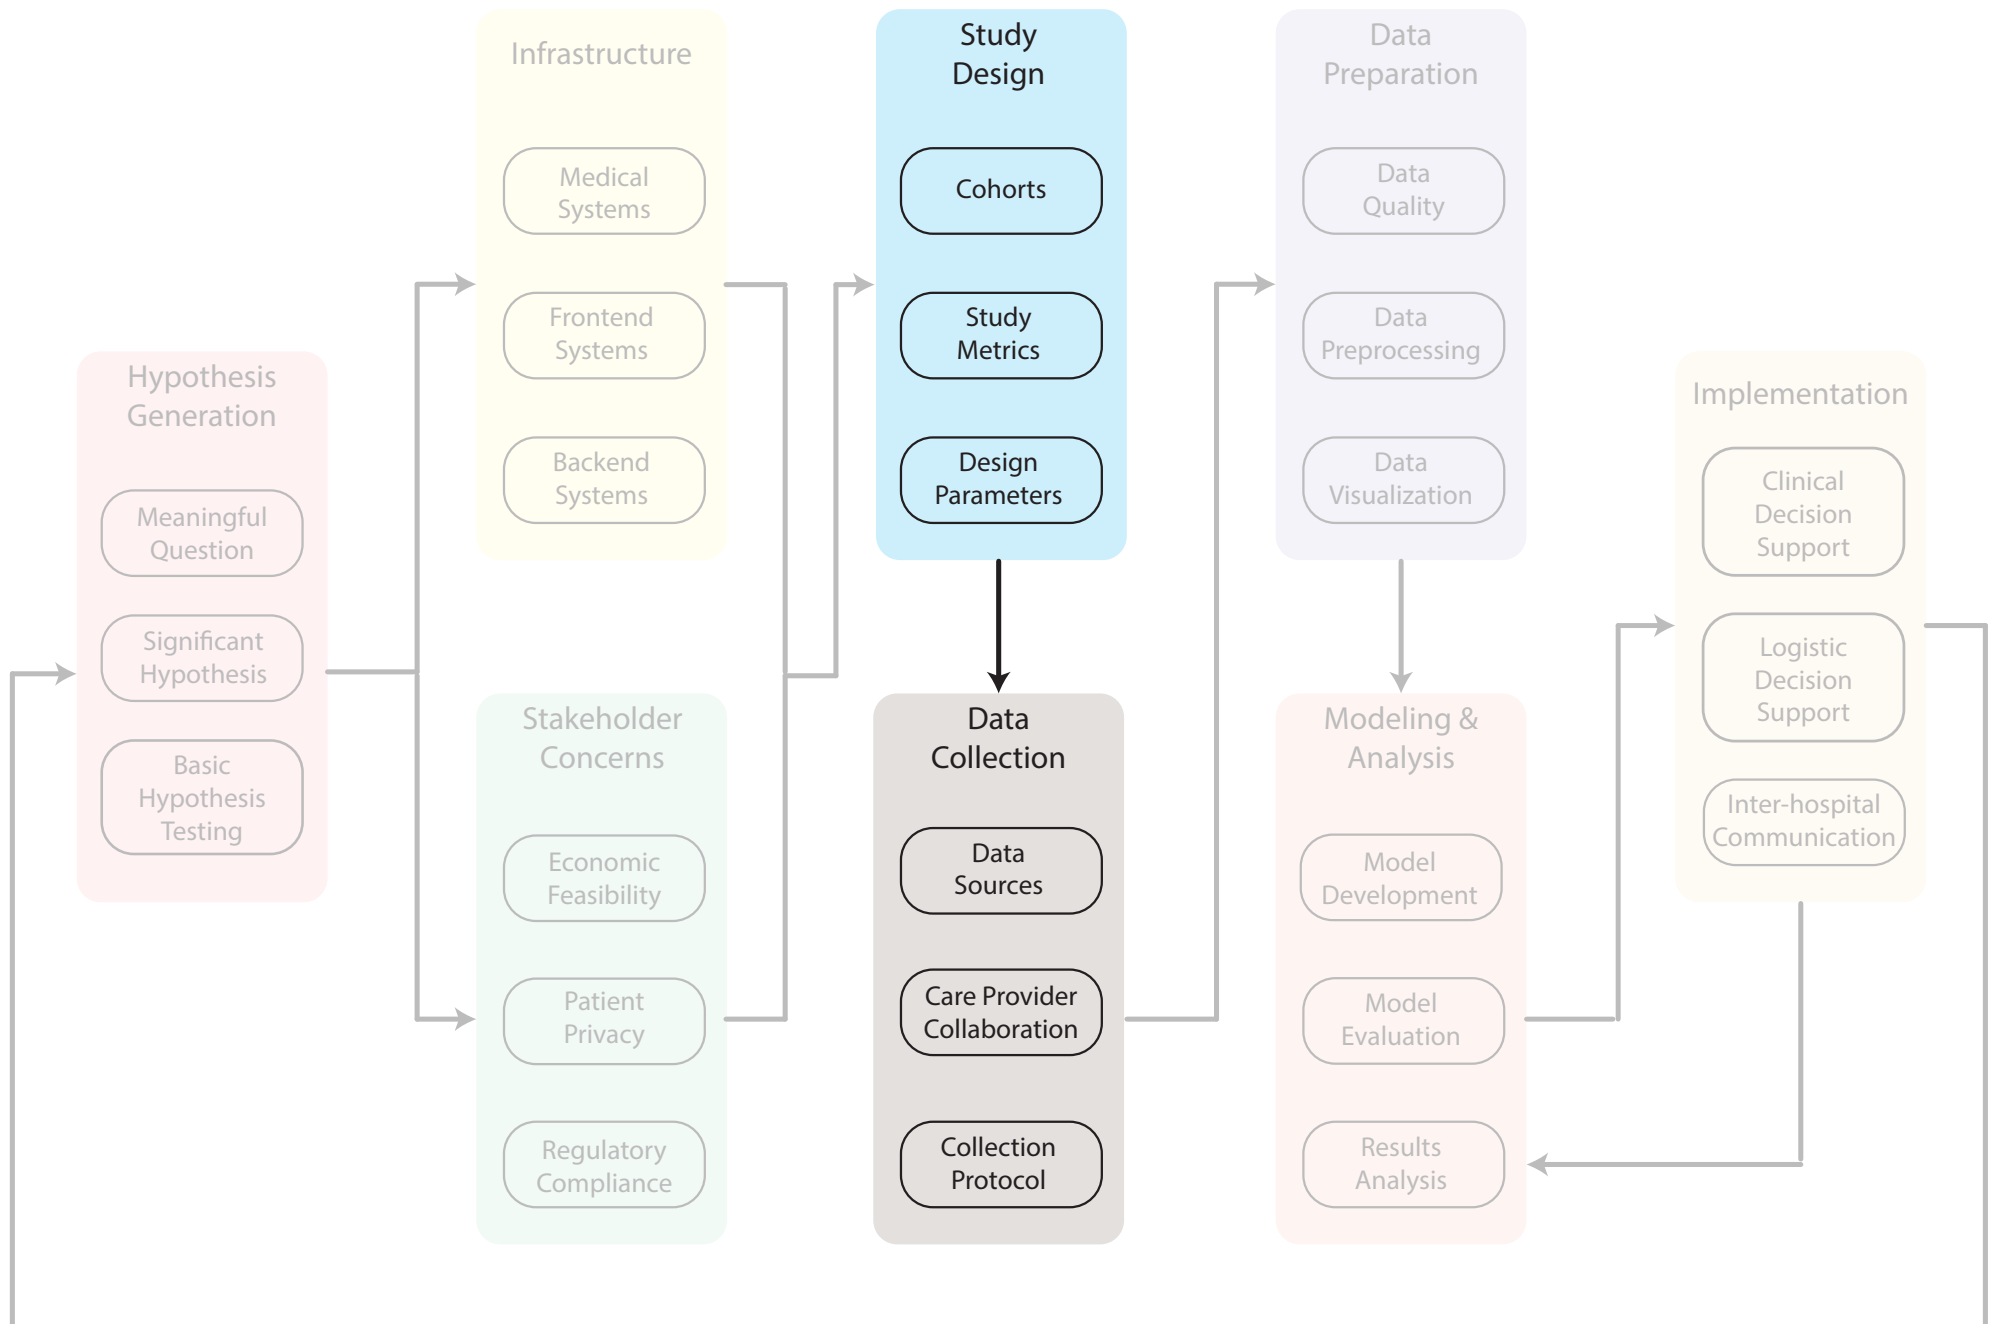 Hypothesis
Generation
Meaningful
Question
Significant
Hypothesis
Basic
Hypothesis
Testing
Infrastructure
Medical
Systems
Frontend
Systems
Backend
Systems
Stakeholder
Concerns
Economic
Feasibility
Patient
Privacy
Regulatory
Compliance
Study
Design
Cohorts
Study
Metrics
Design
Parameters
Data
Collection
Data
Sources
Care Provider
Collaboration
Collection
Protocol
Data
Preparation
Data
Quality
Data
Preprocessing
Data
Visualization
Modeling &
Analysis
Model
Development
Model
Evaluation
Results
Analysis
Implementation
Clinical
Decision
Support
Logistic
Decision
Support
Inter-hospital
Communication